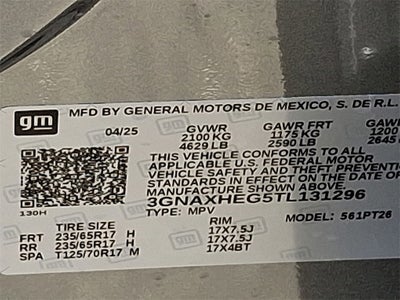 gm MFD BY GENERAL MOTORS DE MEXICO, S. DE R.L.
04/25 GVWR GAWR FRT GAW
2100 KG 1175 KG 1200
4629 LB 2590 LB 2645
THIS VEHICLE CONFORMS TO ALL
APPLICABLE U.S. FEDERAL MOTOR
VEHICLE SAFETY AND THEFT PREVENTI
STANDARDS IN EFFECT ON THE DATE O
MANUFACTURE SHOWN ABOVE.
3GNAXHEG5TL131296
130H TYPE: MPV MODEL: 561PT26
TIRE SIZE RIM
FRT 235/65R17 H 17X7.5J
RR 235/65R17 H 17X7.5J
SPA T125/70R17 M 17X4BT